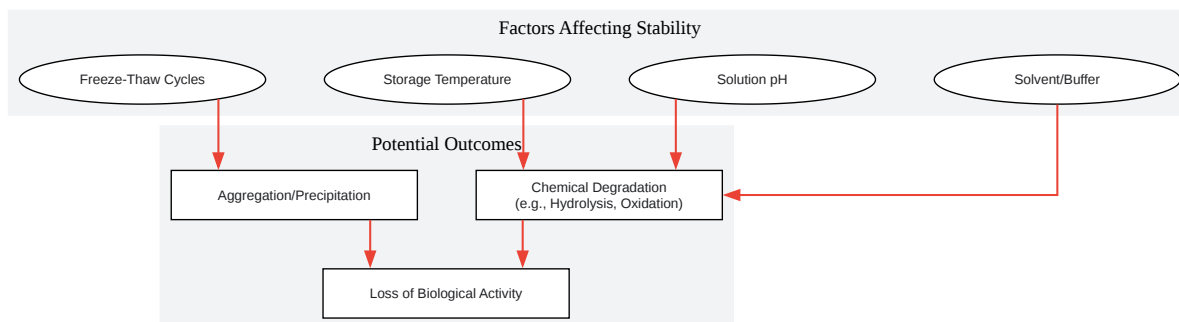 Factors Affecting Stability
Freeze-Thaw Cycles
Storage Temperature
Solution pH
Solvent/Buffer
Potential Outcomes
Aggregation/Precipitation
Chemical Degradation
(e.g., Hydrolysis, Oxidation)
Loss of Biological Activity